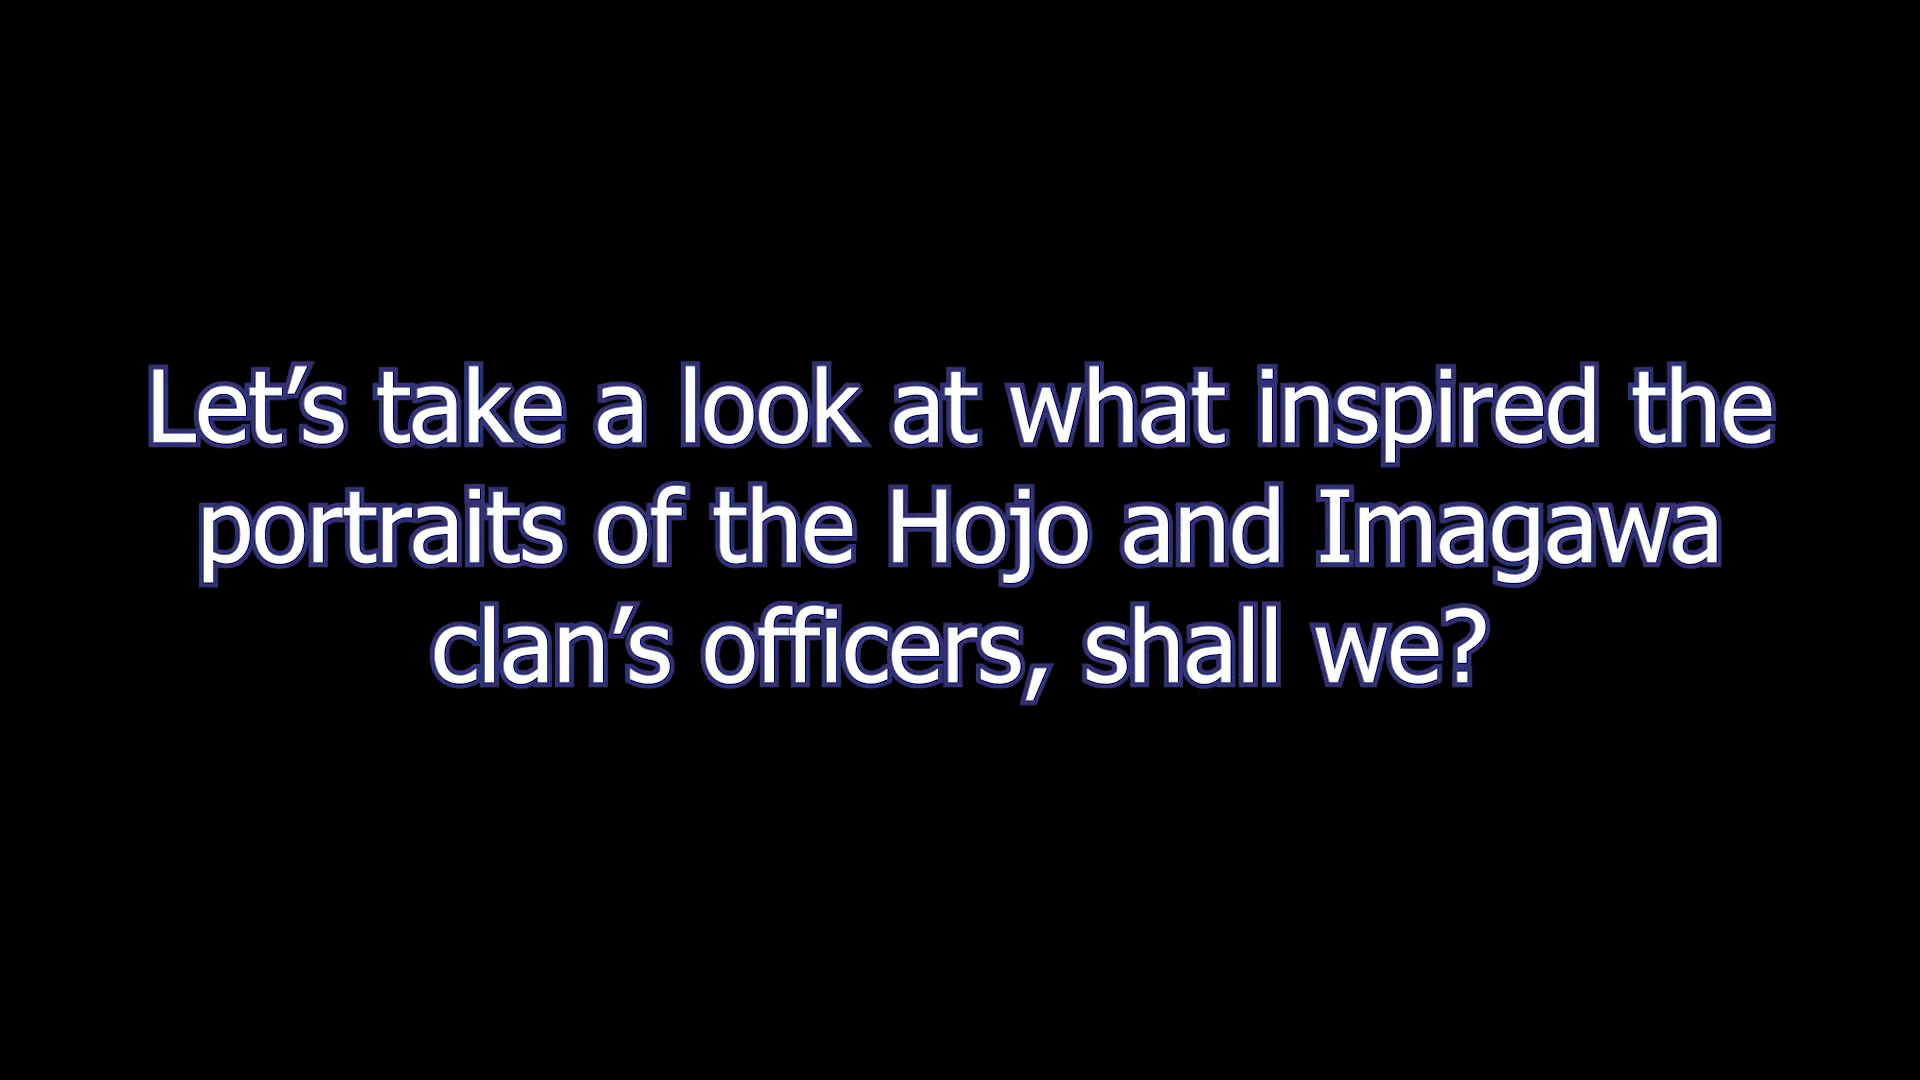 Let’s take a look at what inspired the
portraits of the Hojo and Imagawa
clan’s officers, shall we?